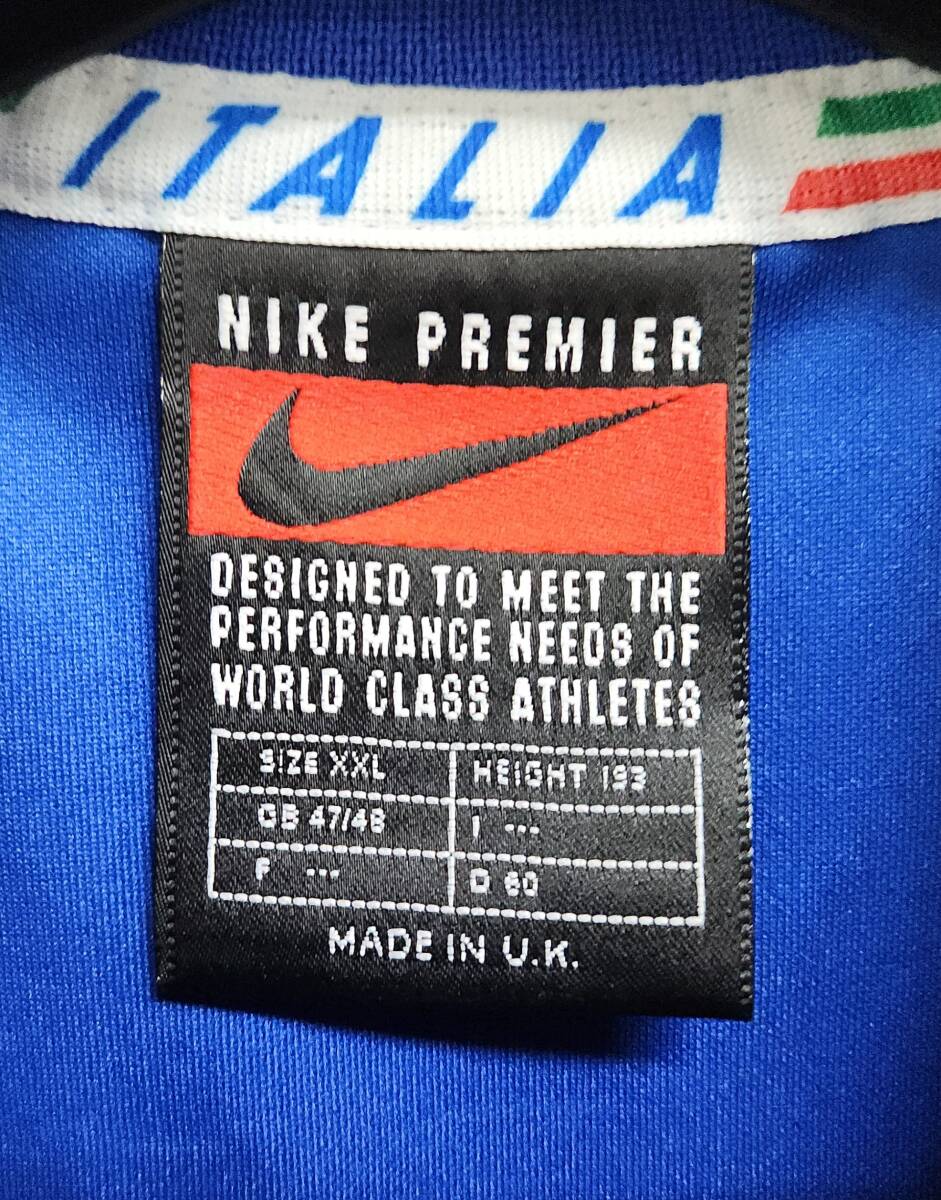 ITALIA
NIKE PREMIER
DESIGNED TO MEET THE
PERFORMANCE NEEDS OF
WORLD CLASS ATHLETES
SIZE XXL HEIGHT 193
GB 47/48 I ---
F --- D 60
MADE IN U.K.